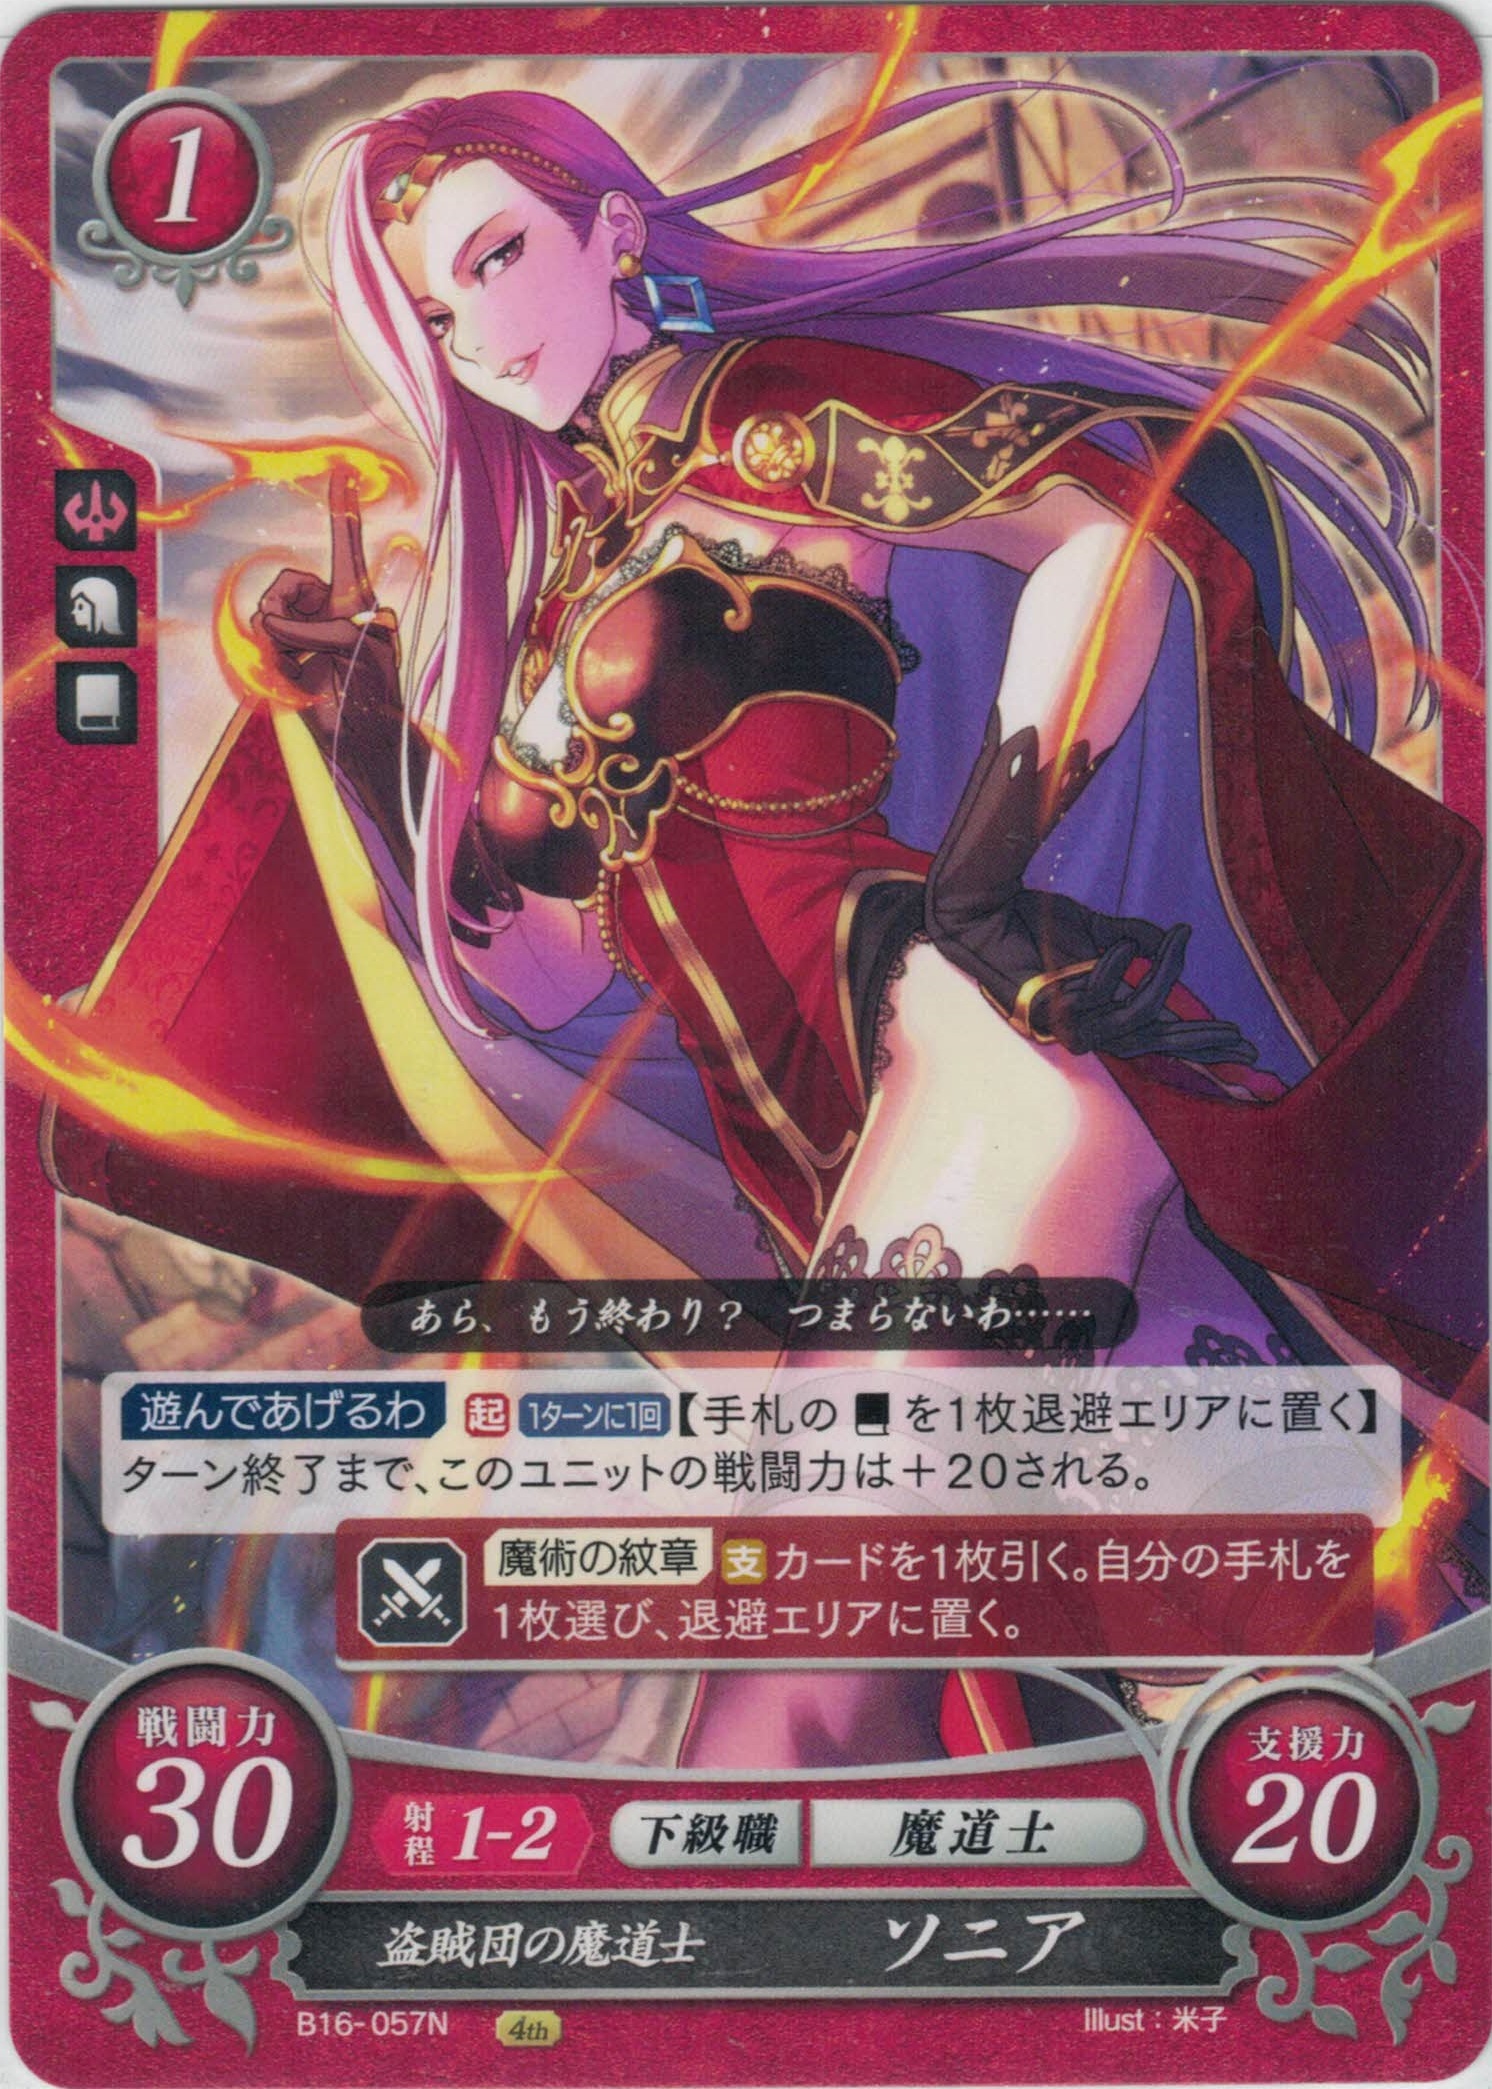 1
あら、もう終わり？　つまらないわ……
遊んであげるわ 起 1ターンに1回【手札の を1枚退避エリアに置く】
ターン終了まで、このユニットの戦闘力は＋20される。
魔術の紋章 支 カードを1枚引く。自分の手札を
1枚選び、退避エリアに置く。
戦闘力
30
射程 1-2
下級職
魔道士
支援力
20
盗賊団の魔道士 ソニア
B16-057N 4th Illust：米子